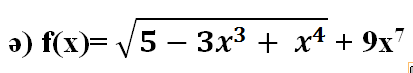 ә) f(x)= √(5 − 3x³ + x⁴) + 9x⁷